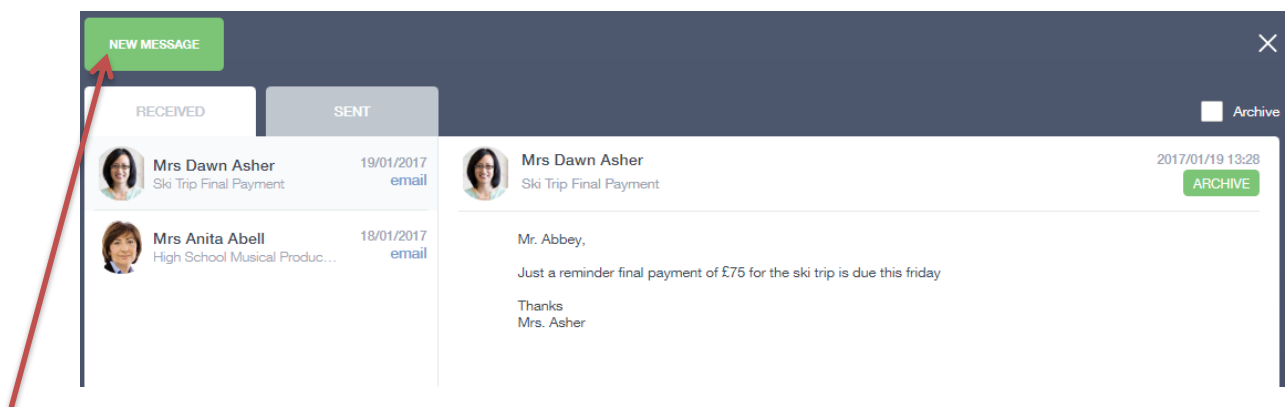 NEW MESSAGE
RECEIVED
SENT
Archive
Mrs Dawn Asher
19/01/2017
Ski Trip Final Payment
email
Mrs Anita Abell
18/01/2017
High School Musical Produc...
email
Mrs Dawn Asher
2017/01/19 13:28
Ski Trip Final Payment
ARCHIVE
Mr. Abbey,
Just a reminder final payment of £75 for the ski trip is due this friday
Thanks
Mrs. Asher